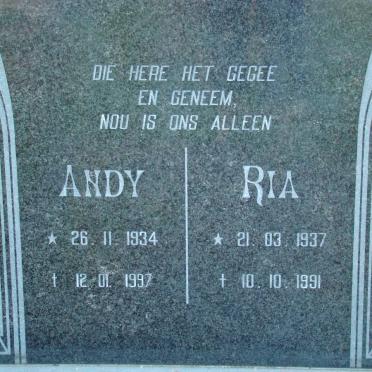 DIE HERE HET GEGEE
EN GENEEM,
NOU IS ONS ALLEEN
ANDY RIA
★ 26.11.1934 ★ 21.03.1937
† 12.01.1997 † 10.10.1991